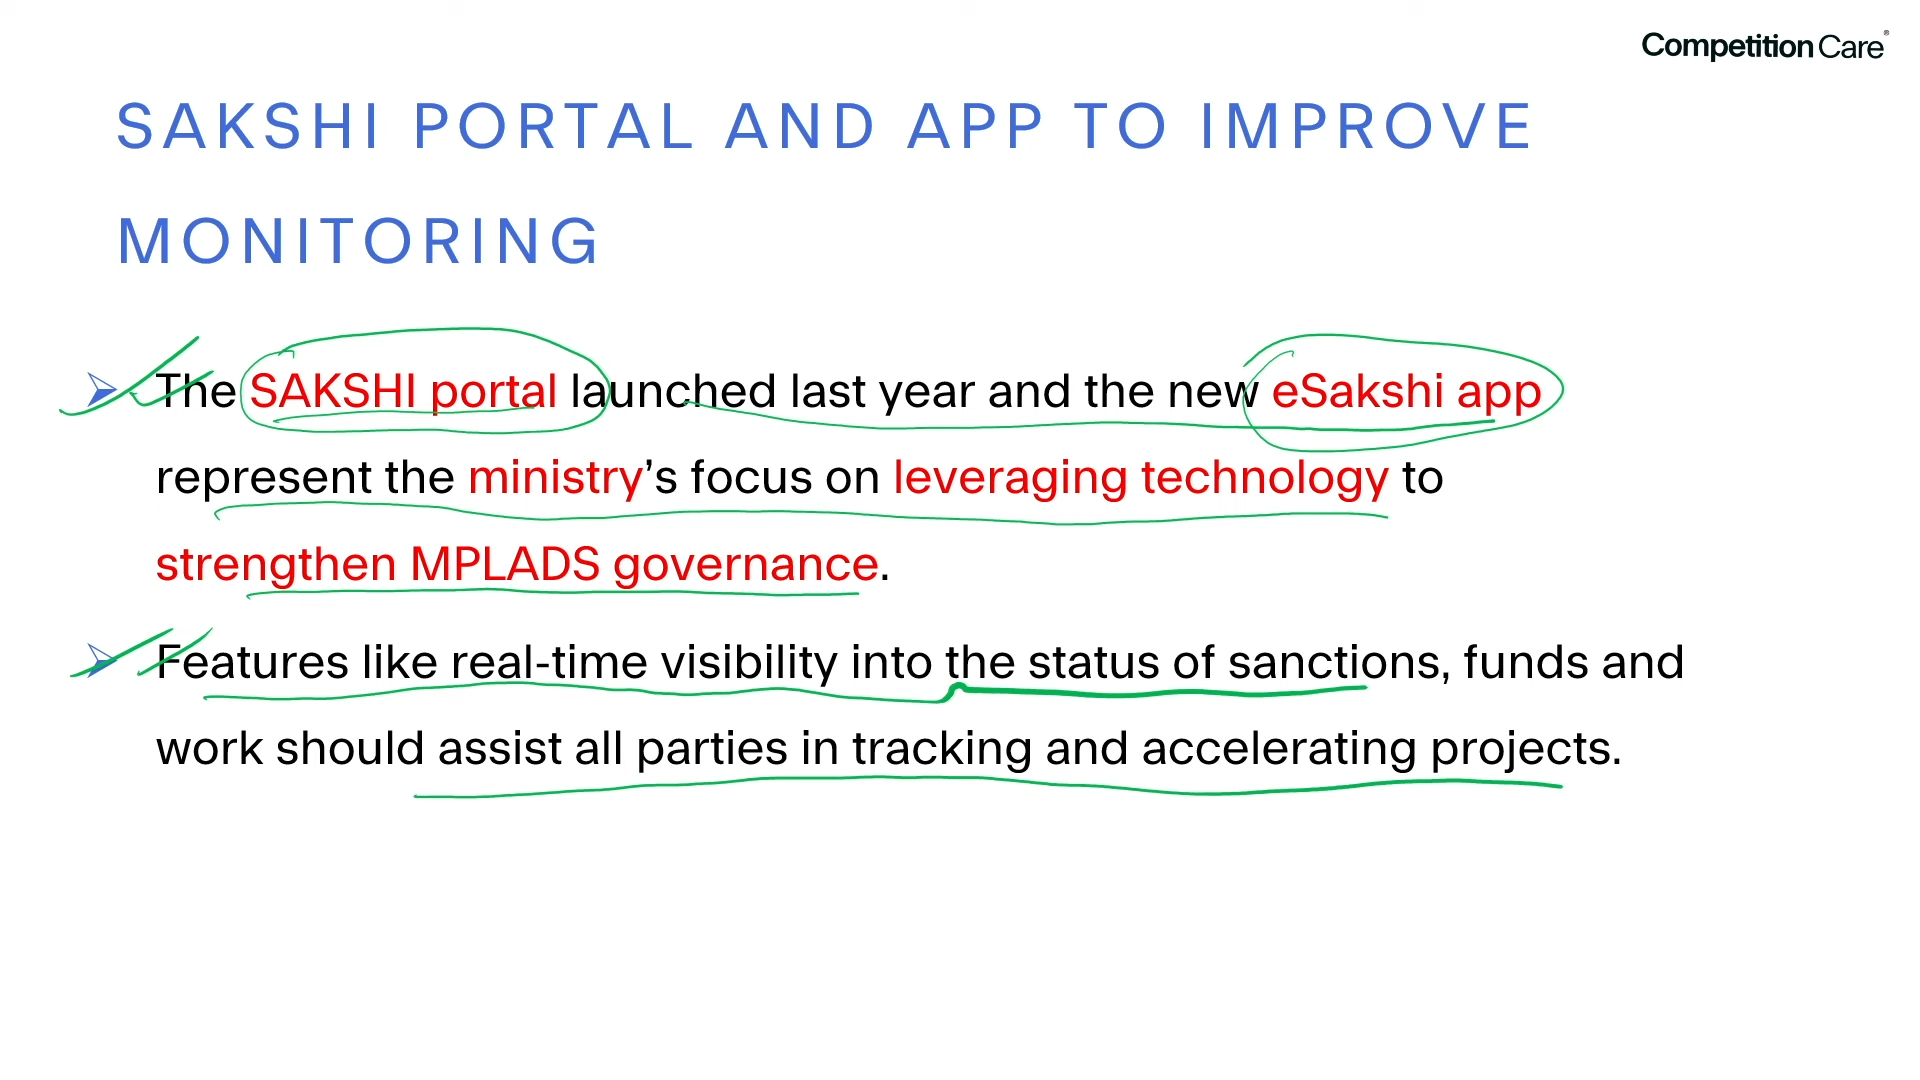 Competition Care®
SAKSHI PORTAL AND APP TO IMPROVE
MONITORING
The SAKSHI portal launched last year and the new eSakshi app
represent the ministry’s focus on leveraging technology to
strengthen MPLADS governance.
Features like real-time visibility into the status of sanctions, funds and
work should assist all parties in tracking and accelerating projects.